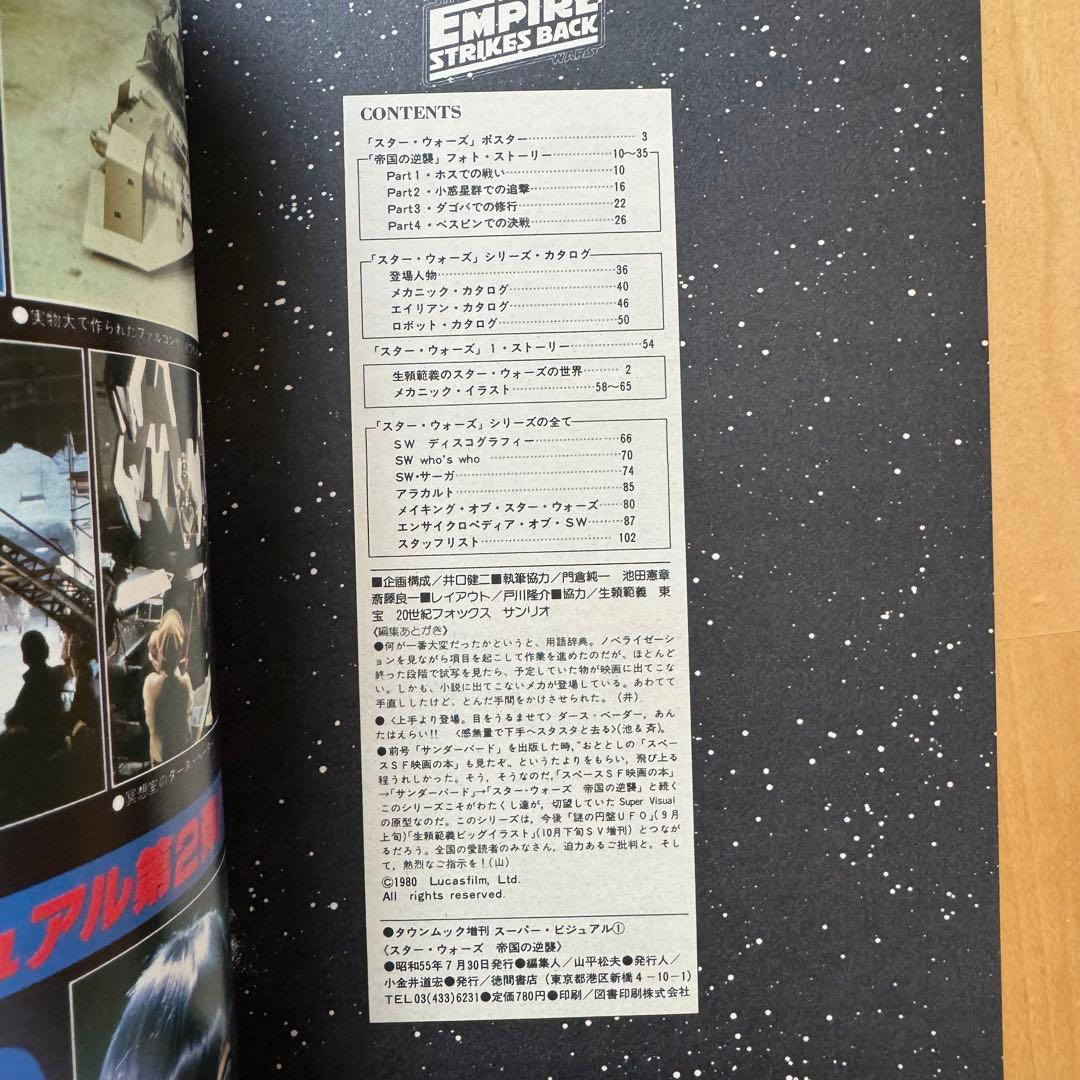 EMPIRE
STRIKES BACK
WARS
CONTENTS
「スター・ウォーズ」ポスター……………… 3
「帝国の逆襲」フォト・ストーリー……………10〜35
Part1・ホスでの戦い……………………10
Part2・小惑星群での追撃………………16
Part3・ダゴバでの修行…………………22
Part4・ベスピンでの決戦………………26
「スター・ウォーズ」シリーズ・カタログ
登場人物……………………………36
メカニック・カタログ………………40
エイリアン・カタログ………………46
ロボット・カタログ…………………50
「スター・ウォーズ」1・ストーリー……………………54
生頼範義のスター・ウォーズの世界……… 2
メカニック・イラスト……………58〜65
「スター・ウォーズ」シリーズの全て
SW ディスコグラフィー……………66
SW who's who ……………………70
SW・サーガ…………………………74
アラカルト……………………………85
メイキング・オブ・スター・ウォーズ……80
エンサイクロペディア・オブ・SW………87
スタッフリスト……………………… 102
■企画構成/井口健二■執筆協力/門倉純一 池田憲章
斎藤良一■レイアウト/戸川隆介■協力/生頼範義 東
宝 20世紀フォックス サンリオ
〈編集あとがき〉
●何が一番大変だったかというと、用語辞典。ノベライゼーシ
ョンを見ながら項目を起こして作業を進めたのだが、ほとんど
終った段階で試写を見たら、予定していた物が映画に出てこな
い。しかも、小説に出てこないメカが登場している。あわてて
手直ししたけど、とんだ手間をかけさせられた。(井)
●〈上手より登場。目をうるませて〉ダース・ベーダー，あん
たはえらい!! 〈感無量で下手へスタスタと去る〉(池&斉)。
●前号「サンダーバード」を出版した時，"おととしの「スペー
スSF映画の本」も見たぞ。というたよりをもらい，飛び上る
程うれしかった。そう，そうなのだ，「スペースSF映画の本」
→「サンダーバード」→「スター・ウォーズ 帝国の逆襲」と続く
このシリーズこそがわたくし達が，切望していたSuper Visual
の原型なのだ。このシリーズは，今後「謎の円盤UFO」(9月
上旬)「生頼範義ビッグイラスト」(10月下旬SV増刊)とつなが
るだろう。全国の愛読者のみなさん，迫力あるご批判と，そし
て，熱烈なご指示を！(山)
©1980 Lucasfilm, Ltd.
All rights reserved.
●タウンムック増刊 スーパー・ビジュアル①
〈スター・ウォーズ 帝国の逆襲〉
●昭和55年7月30日発行●編集人/山平松夫●発行人/
小金井道宏●発行/徳間書店(東京都港区新橋4-10-1)
TEL03(433)6231●定価780円●印刷/図書印刷株式会社
●実物大で作られたファルコン
●冥想室のダース・ベ
ュアル第2弾